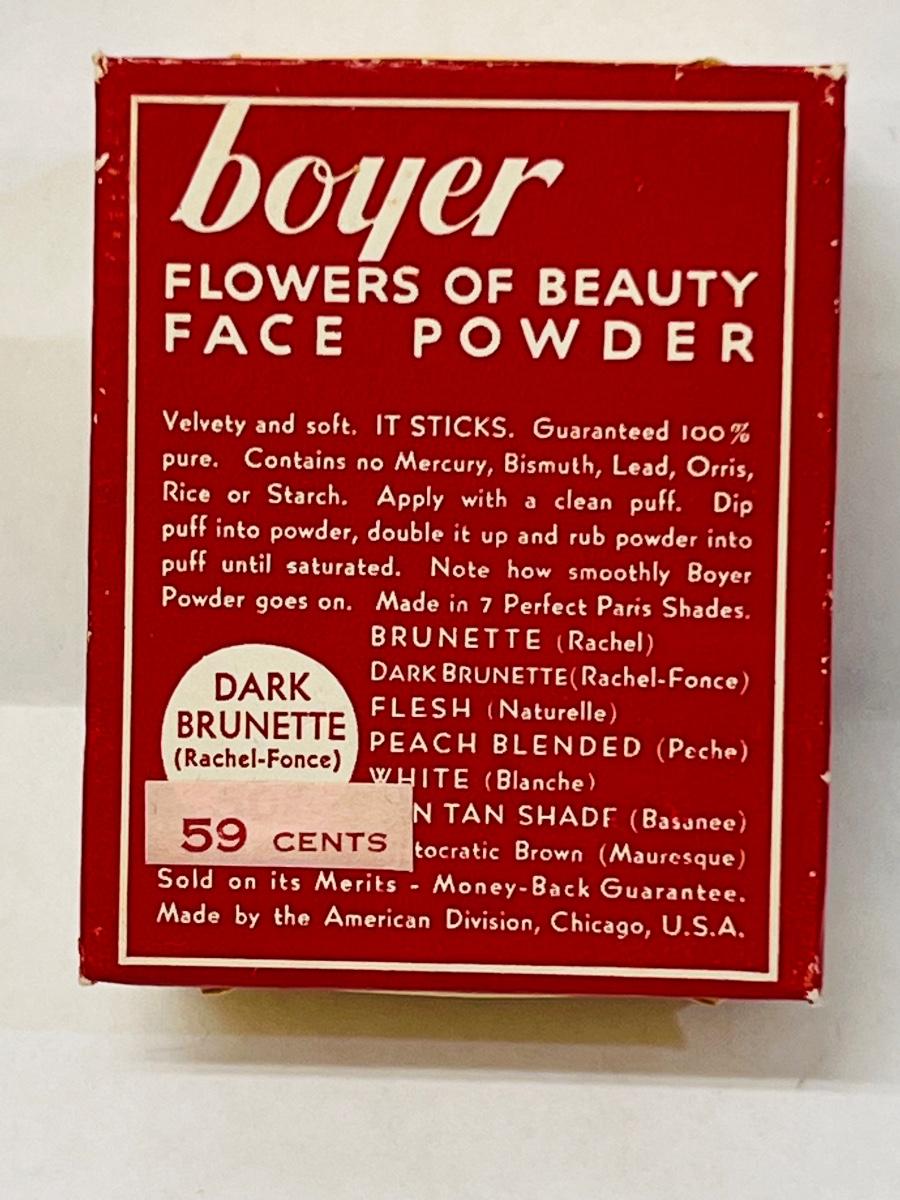 boyer
FLOWERS OF BEAUTY
FACE POWDER
Velvety and soft. IT STICKS. Guaranteed 100%
pure. Contains no Mercury, Bismuth, Lead, Orris,
Rice or Starch. Apply with a clean puff. Dip
puff into powder, double it up and rub powder into
puff until saturated. Note how smoothly Boyer
Powder goes on. Made in 7 Perfect Paris Shades.
BRUNETTE (Rachel)
DARK BRUNETTE (Rachel-Fonce)
FLESH (Naturelle)
PEACH BLENDED (Peche)
WHITE (Blanche)
N TAN SHADE (Basanee)
tocratic Brown (Mauresque)
DARK
BRUNETTE
(Rachel-Fonce)
59 CENTS
Sold on its Merits - Money-Back Guarantee.
Made by the American Division, Chicago, U.S.A.